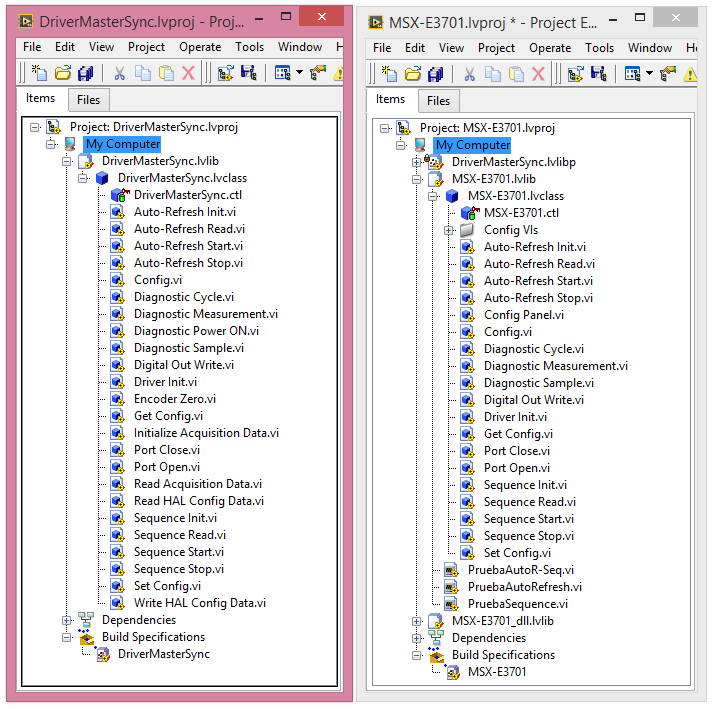 DriverMasterSync.lvproj - Proj...
File Edit View Project Operate Tools Window H
Items Files
Project: DriverMasterSync.lvproj
My Computer
DriverMasterSync.lvlib
DriverMasterSync.lvclass
DriverMasterSync.ctl
Auto-Refresh Init.vi
Auto-Refresh Read.vi
Auto-Refresh Start.vi
Auto-Refresh Stop.vi
Config.vi
Diagnostic Cycle.vi
Diagnostic Measurement.vi
Diagnostic Power ON.vi
Diagnostic Sample.vi
Digital Out Write.vi
Driver Init.vi
Encoder Zero.vi
Get Config.vi
Initialize Acquisition Data.vi
Port Close.vi
Port Open.vi
Read Acquisition Data.vi
Read HAL Config Data.vi
Sequence Init.vi
Sequence Read.vi
Sequence Start.vi
Sequence Stop.vi
Set Config.vi
Write HAL Config Data.vi
Dependencies
Build Specifications
DriverMasterSync
MSX-E3701.lvproj * - Project E...
File Edit View Project Operate Tools Window He
Items Files
Project: MSX-E3701.lvproj
My Computer
DriverMasterSync.lvlibp
MSX-E3701.lvlib
MSX-E3701.lvclass
MSX-E3701.ctl
Config VIs
Auto-Refresh Init.vi
Auto-Refresh Read.vi
Auto-Refresh Start.vi
Auto-Refresh Stop.vi
Config Panel.vi
Config.vi
Diagnostic Cycle.vi
Diagnostic Measurement.vi
Diagnostic Sample.vi
Digital Out Write.vi
Driver Init.vi
Get Config.vi
Port Close.vi
Port Open.vi
Sequence Init.vi
Sequence Read.vi
Sequence Start.vi
Sequence Stop.vi
Set Config.vi
PruebaAutoR-Seq.vi
PruebaAutoRefresh.vi
PruebaSequence.vi
MSX-E3701_dll.lvlib
Dependencies
Build Specifications
MSX-E3701